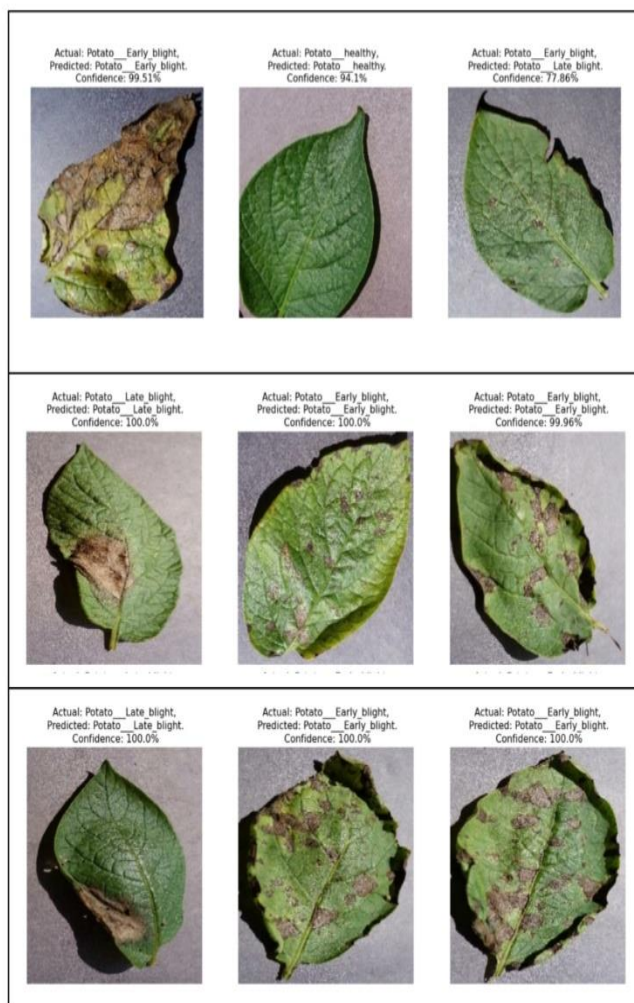 Actual: Potato___Early_blight,
Predicted: Potato___Early_blight.
Confidence: 99.51%
Actual: Potato___healthy,
Predicted: Potato___healthy.
Confidence: 94.1%
Actual: Potato___Early_blight,
Predicted: Potato___Late_blight.
Confidence: 77.86%
Actual: Potato___Late_blight,
Predicted: Potato___Late_blight.
Confidence: 100.0%
Actual: Potato___Early_blight,
Predicted: Potato___Early_blight.
Confidence: 100.0%
Actual: Potato___Early_blight,
Predicted: Potato___Early_blight.
Confidence: 99.96%
Actual: Potato___Late_blight,
Predicted: Potato___Late_blight.
Confidence: 100.0%
Actual: Potato___Early_blight,
Predicted: Potato___Early_blight.
Confidence: 100.0%
Actual: Potato___Early_blight,
Predicted: Potato___Early_blight.
Confidence: 100.0%